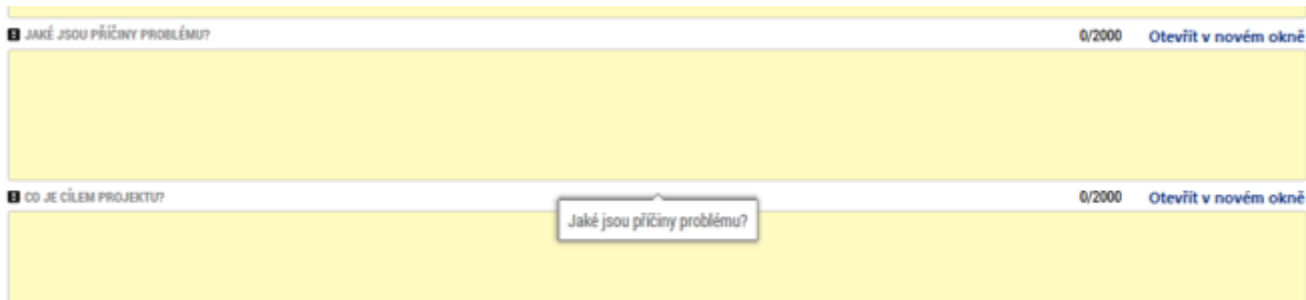 JAKÉ JSOU PŘÍČINY PROBLÉMU? 0/2000 Otevřít v novém okně
CO JE CÍLEM PROJEKTU? 0/2000 Otevřít v novém okně
Jaké jsou příčiny problému?